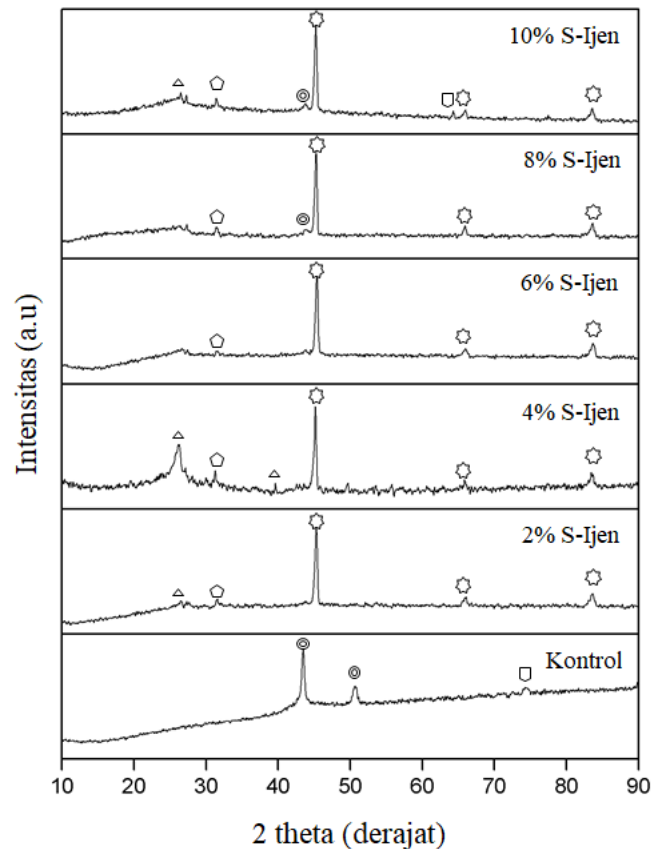 10% S-Ijen
8% S-Ijen
6% S-Ijen
4% S-Ijen
2% S-Ijen
Kontrol
Intensitas (a.u)
10 20 30 40 50 60 70 80 90
2 theta (derajat)